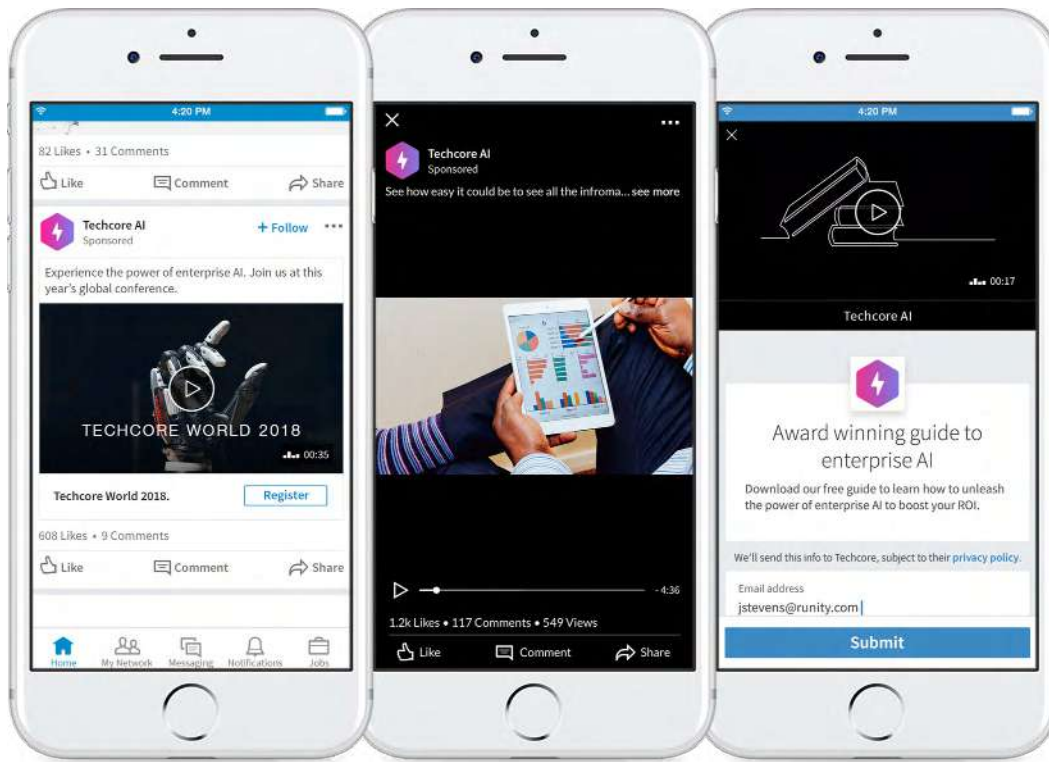 4:20 PM
82 Likes • 31 Comments
Like Comment Share
Techcore AI
Sponsored
+ Follow
Experience the power of enterprise AI. Join us at this
year's global conference.
TECHCORE WORLD 2018
00:35
Techcore World 2018.
Register
608 Likes • 9 Comments
Like Comment Share
Home My Network Messaging Notifications Jobs
Techcore AI
Sponsored
See how easy it could be to see all the infroma... see more
- 4:36
1.2k Likes • 117 Comments • 549 Views
Like Comment Share
4:20 PM
00:17
Techcore AI
Award winning guide to
enterprise AI
Download our free guide to learn how to unleash
the power of enterprise AI to boost your ROI.
We'll send this info to Techcore, subject to their privacy policy.
Email address
jstevens@runity.com
Submit